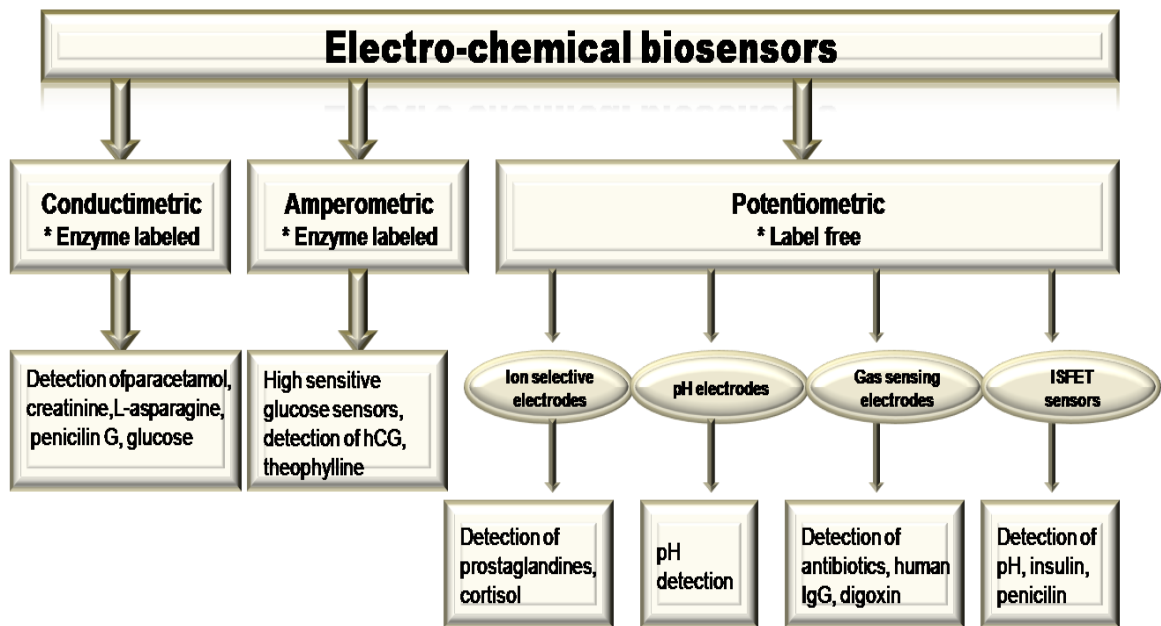 Electro-chemical biosensors
Conductimetric
* Enzyme labeled
Amperometric
* Enzyme labeled
Potentiometric
* Label free
Detection ofparacetamol,
creatinine,L-asparagine,
penicilin G, glucose
High sensitive
glucose sensors,
detection of hCG,
theophylline
Ion selective
electrodes
pH electrodes
Gas sensing
electrodes
ISFET
sensors
Detection of
prostaglandines,
cortisol
pH
detection
Detection of
antibiotics, human
IgG, digoxin
Detection of
pH, insulin,
penicilin